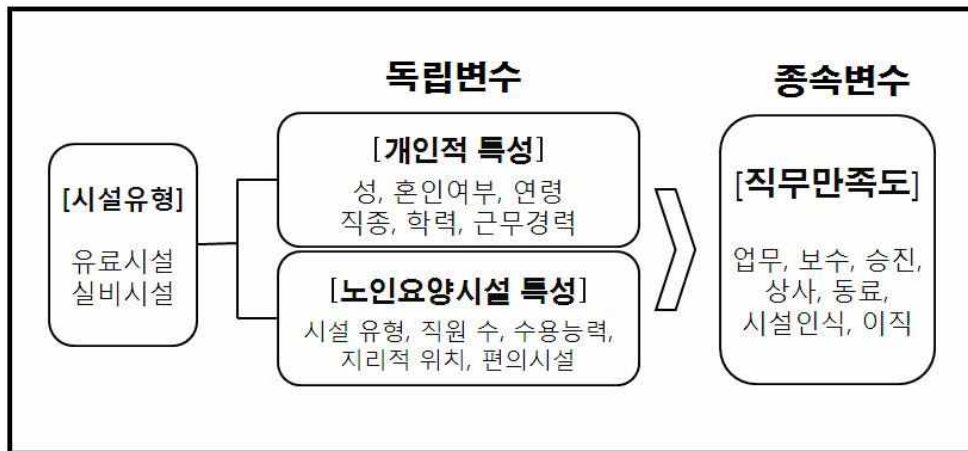 독립변수
종속변수
[시설유형]
유료시설
실비시설
[개인적 특성]
성, 혼인여부, 연령
직종, 학력, 근무경력
[노인요양시설 특성]
시설 유형, 직원 수, 수용능력,
지리적 위치, 편의시설
[직무만족도]
업무, 보수, 승진,
상사, 동료,
시설인식, 이직